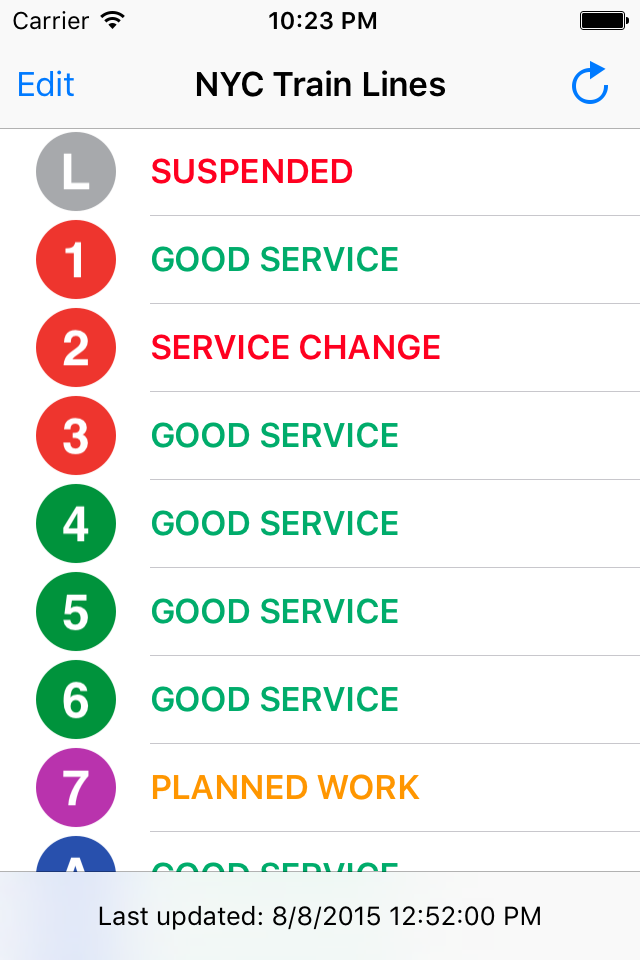 Carrier 10:23 PM
Edit NYC Train Lines
L SUSPENDED
1 GOOD SERVICE
2 SERVICE CHANGE
3 GOOD SERVICE
4 GOOD SERVICE
5 GOOD SERVICE
6 GOOD SERVICE
7 PLANNED WORK
A GOOD SERVICE
Last updated: 8/8/2015 12:52:00 PM